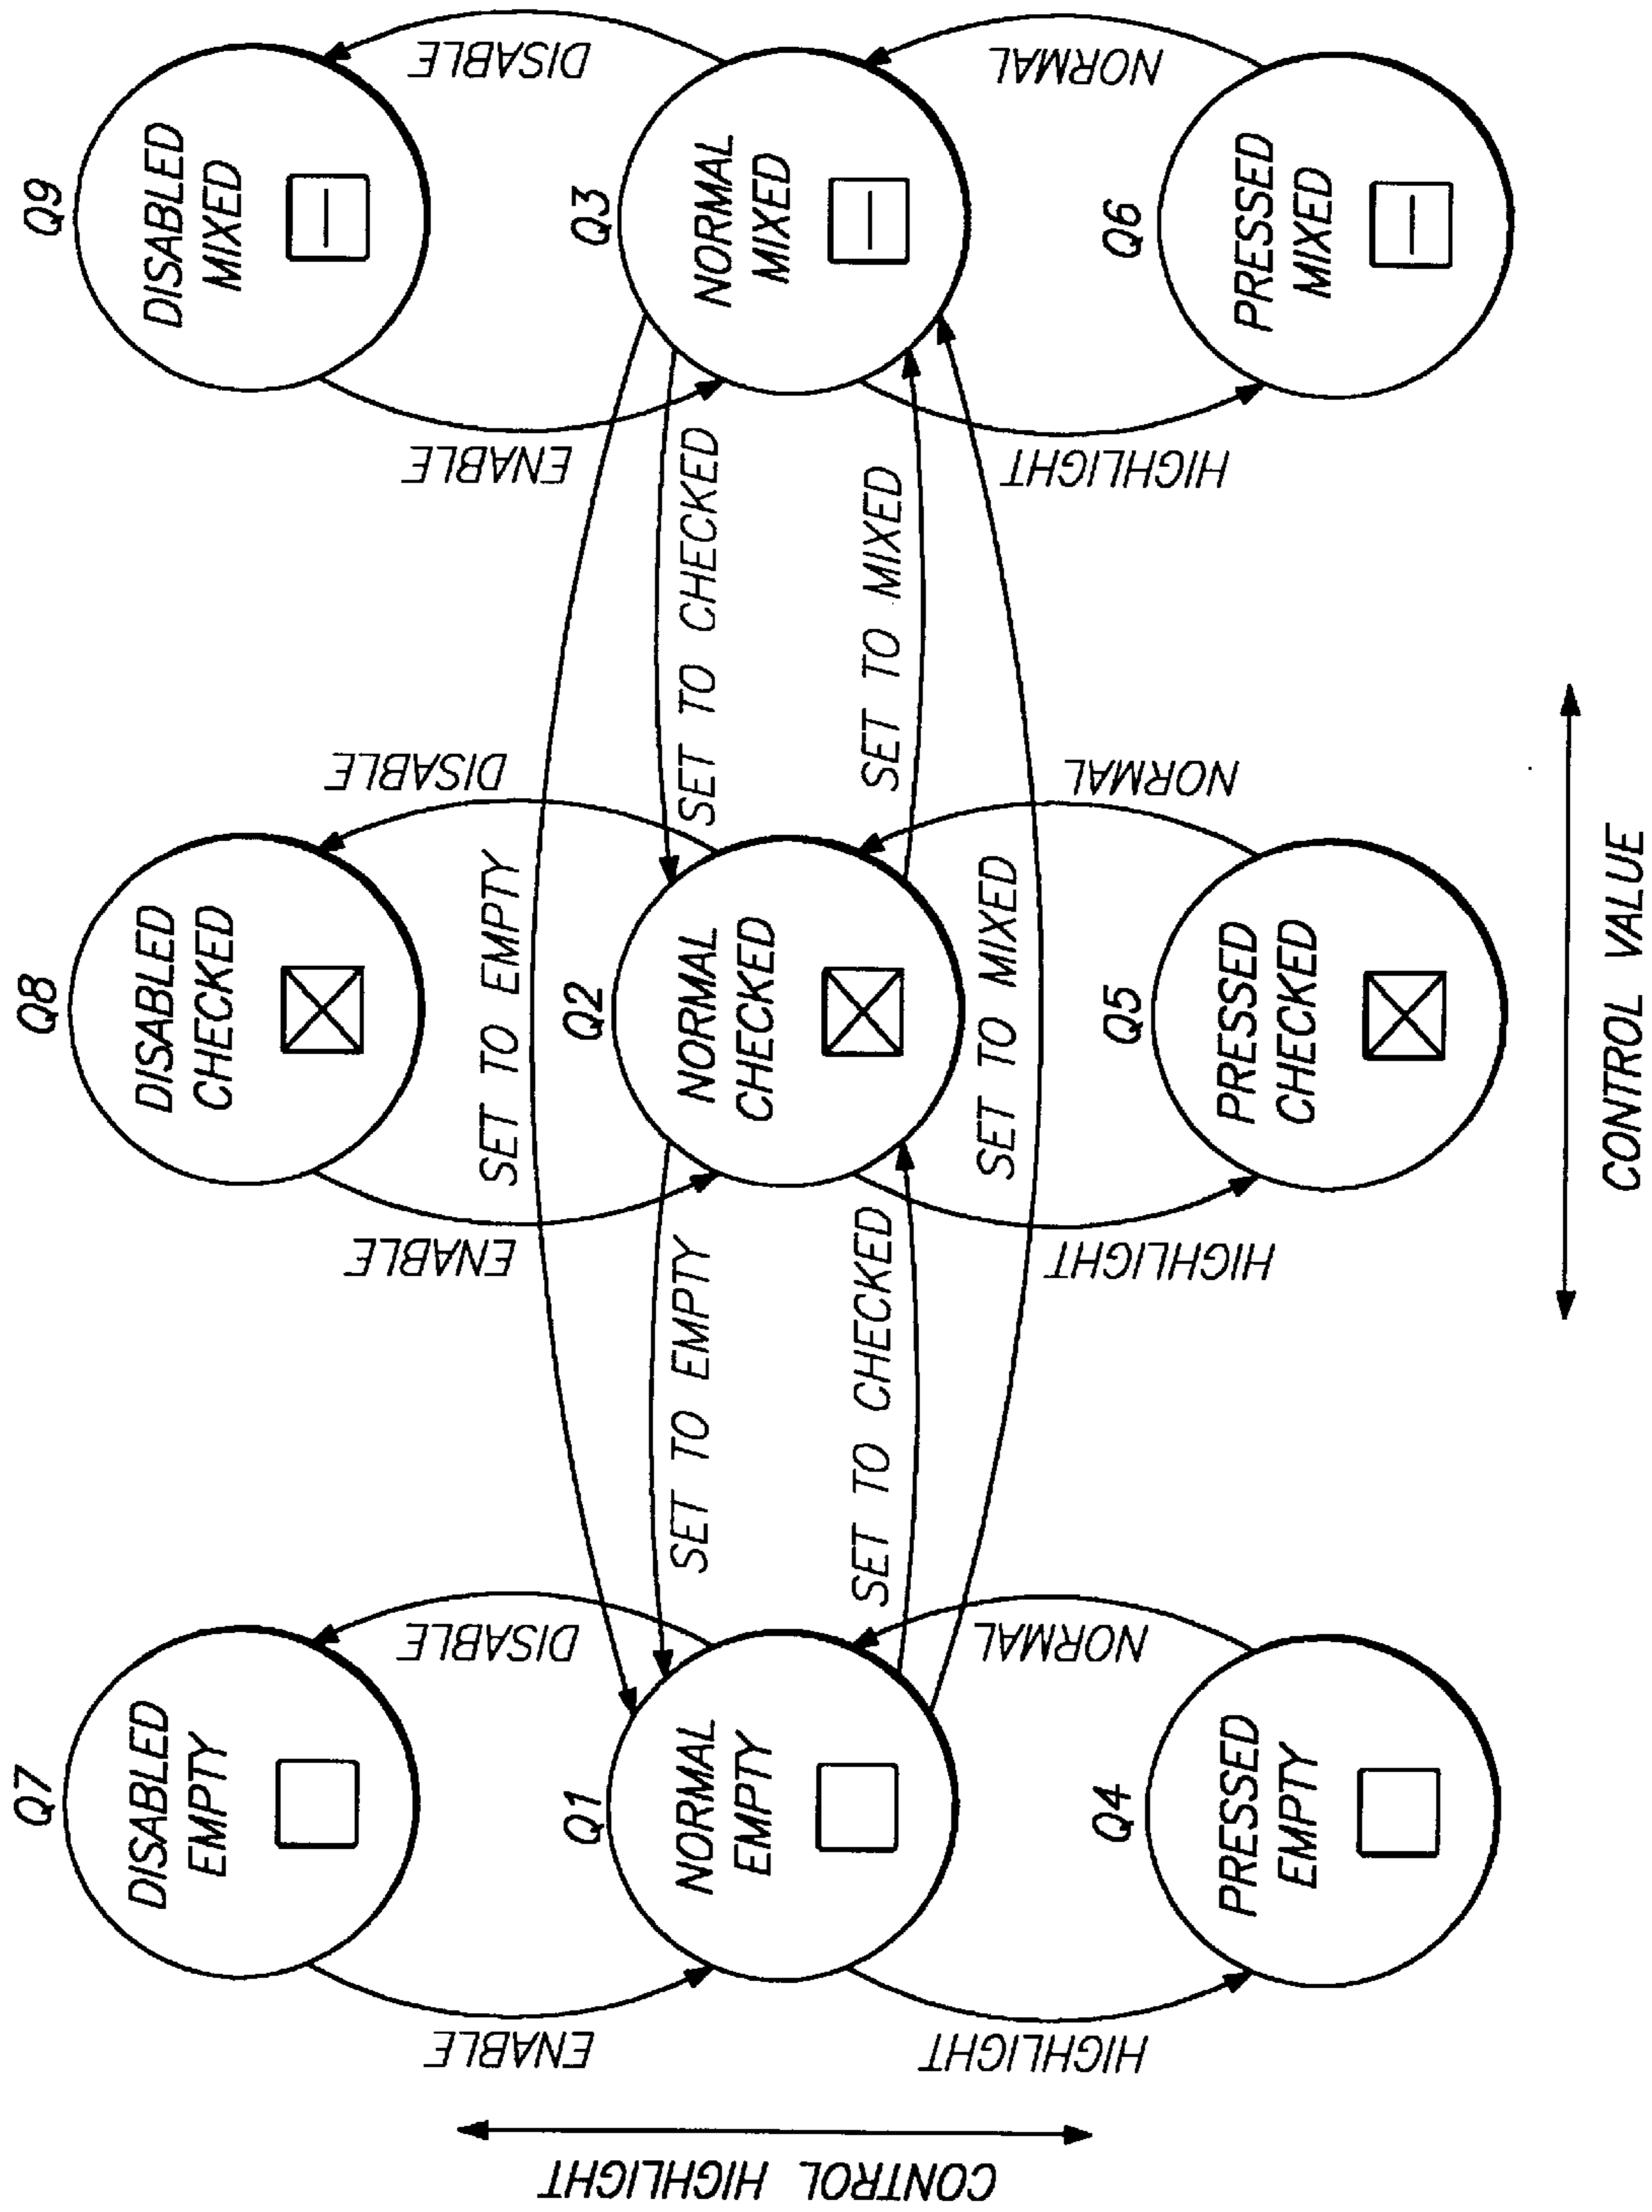 Q7
DISABLED
EMPTY
Q8
DISABLED
CHECKED
Q9
DISABLED
MIXED
ENABLE
DISABLE
ENABLE
DISABLE
ENABLE
DISABLE
SET TO EMPTY
Q1
NORMAL
EMPTY
SET TO EMPTY
Q2
NORMAL
CHECKED
SET TO CHECKED
Q3
NORMAL
MIXED
SET TO CHECKED
SET TO MIXED
SET TO MIXED
HIGHLIGHT
NORMAL
HIGHLIGHT
NORMAL
HIGHLIGHT
NORMAL
Q4
PRESSED
EMPTY
Q5
PRESSED
CHECKED
Q6
PRESSED
MIXED
CONTROL HIGHLIGHT
CONTROL VALUE